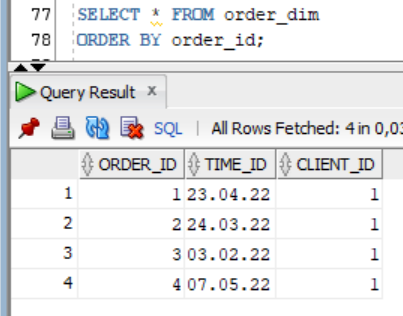 77 SELECT * FROM order_dim
78 ORDER BY order_id;
Query Result x
SQL | All Rows Fetched: 4 in 0,03
ORDER_ID TIME_ID CLIENT_ID
1 1 23.04.22 1
2 2 24.03.22 1
3 3 03.02.22 1
4 4 07.05.22 1